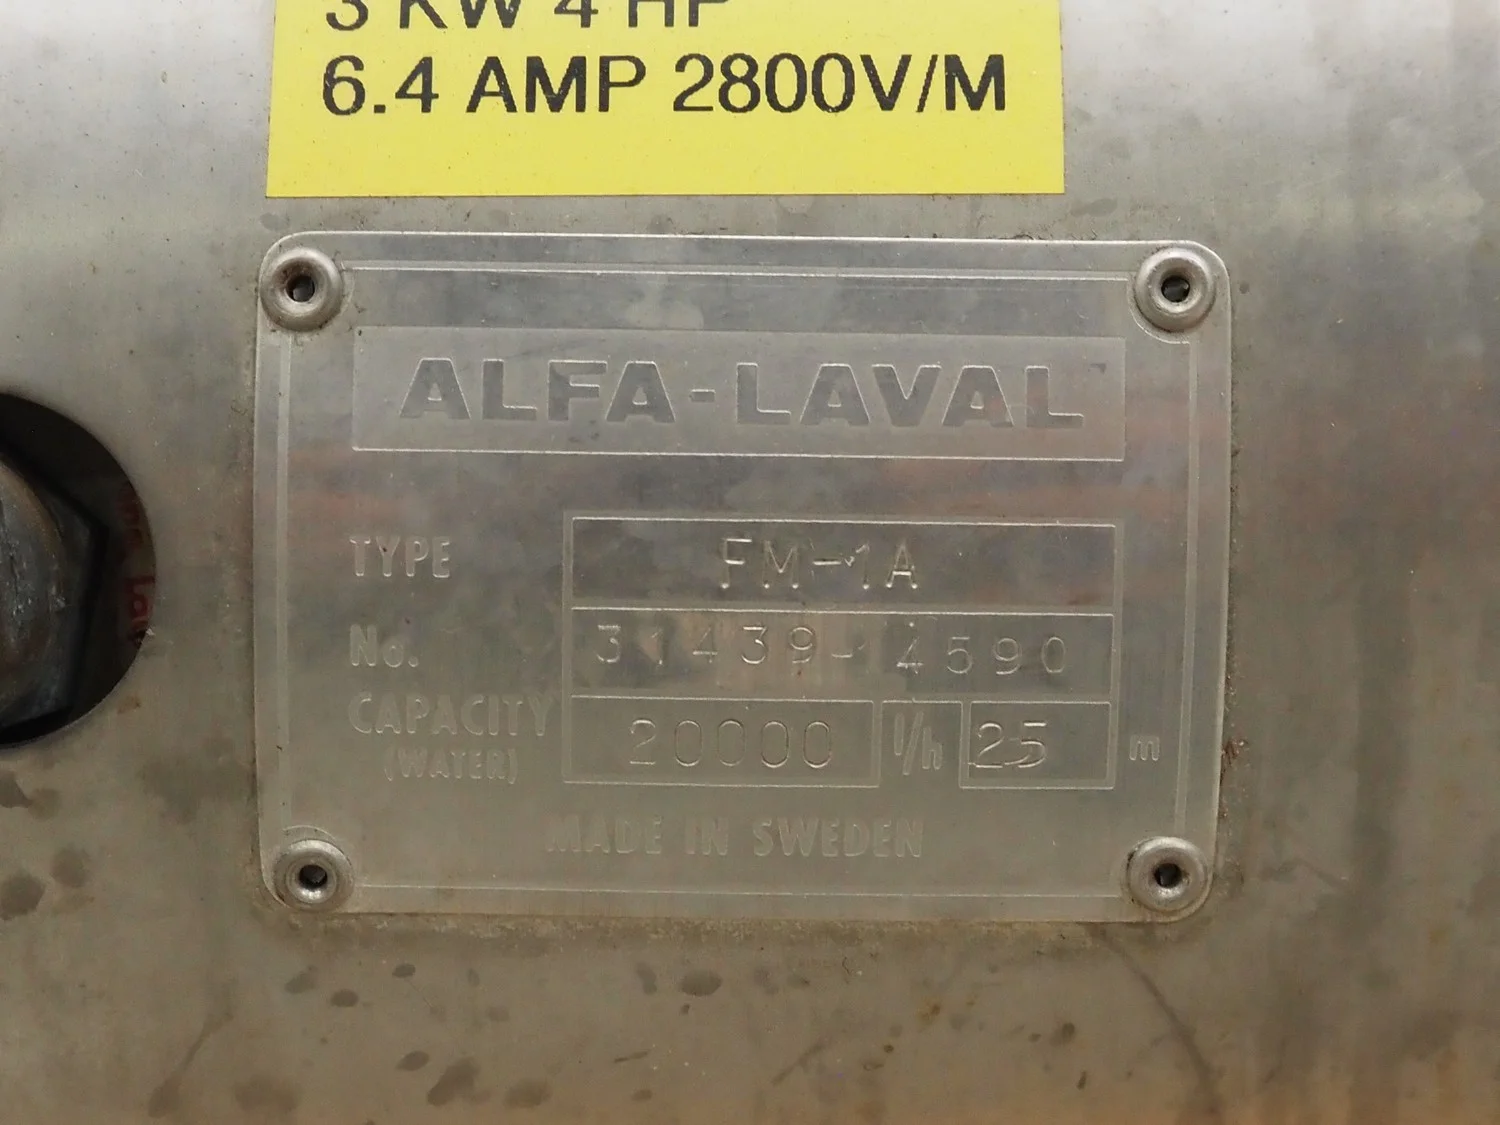 3 KW 4 HP
6.4 AMP 2800V/M
ALFA-LAVAL
TYPE FM-1A
No. 31439-4590
CAPACITY 20000 l/h 25 m
(WATER)
MADE IN SWEDEN